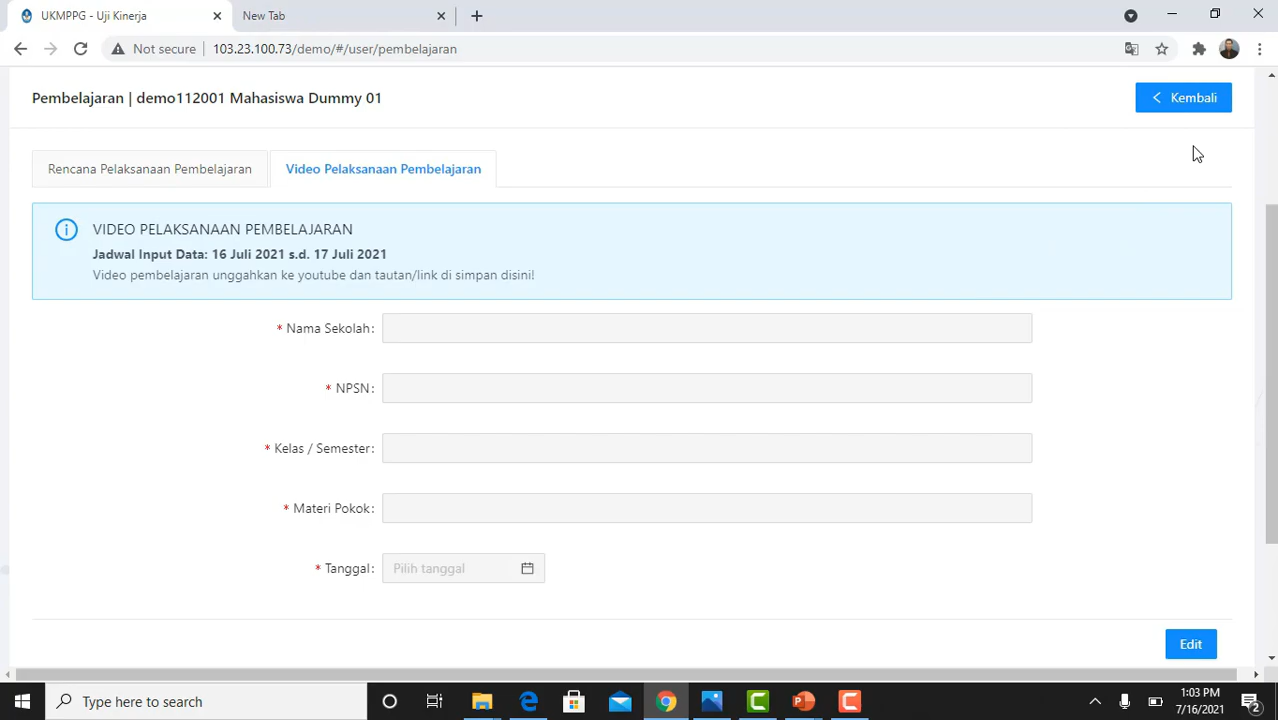 UKMPPG - Uji Kinerja
New Tab
Not secure
103.23.100.73/demo/#/user/pembelajaran
Pembelajaran | demo112001 Mahasiswa Dummy 01
Kembali
Rencana Pelaksanaan Pembelajaran
Video Pelaksanaan Pembelajaran
VIDEO PELAKSANAAN PEMBELAJARAN
Jadwal Input Data: 16 Juli 2021 s.d. 17 Juli 2021
Video pembelajaran unggahkan ke youtube dan tautan/link di simpan disini!
* Nama Sekolah:
* NPSN:
* Kelas / Semester:
* Materi Pokok:
* Tanggal:
Pilih tanggal
Edit
Type here to search
1:03 PM
7/16/2021
2